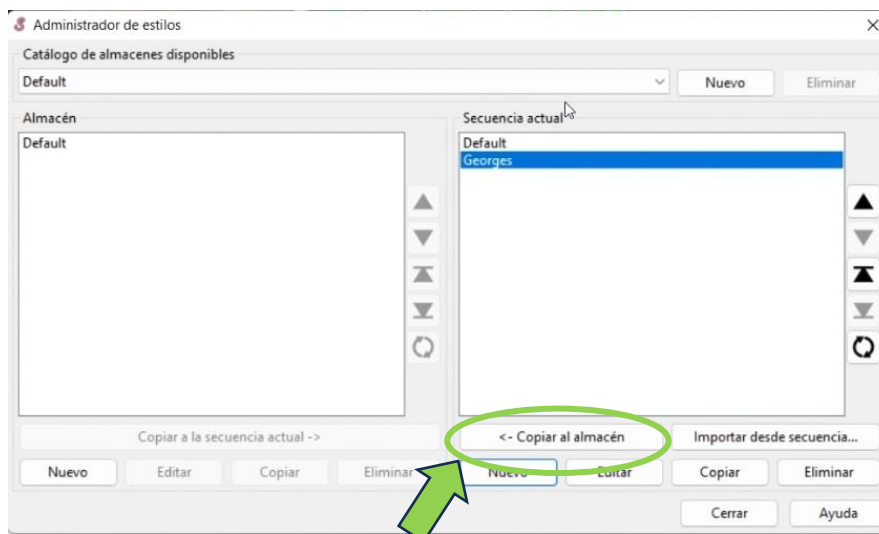 Administrador de estilos
Catálogo de almacenes disponibles
Default
Nuevo
Eliminar
Almacén
Default
Secuencia actual
Default
Georges
Copiar a la secuencia actual ->
<- Copiar al almacén
Importar desde secuencia...
Nuevo
Editar
Copiar
Eliminar
Nuevo
Editar
Copiar
Eliminar
Cerrar
Ayuda